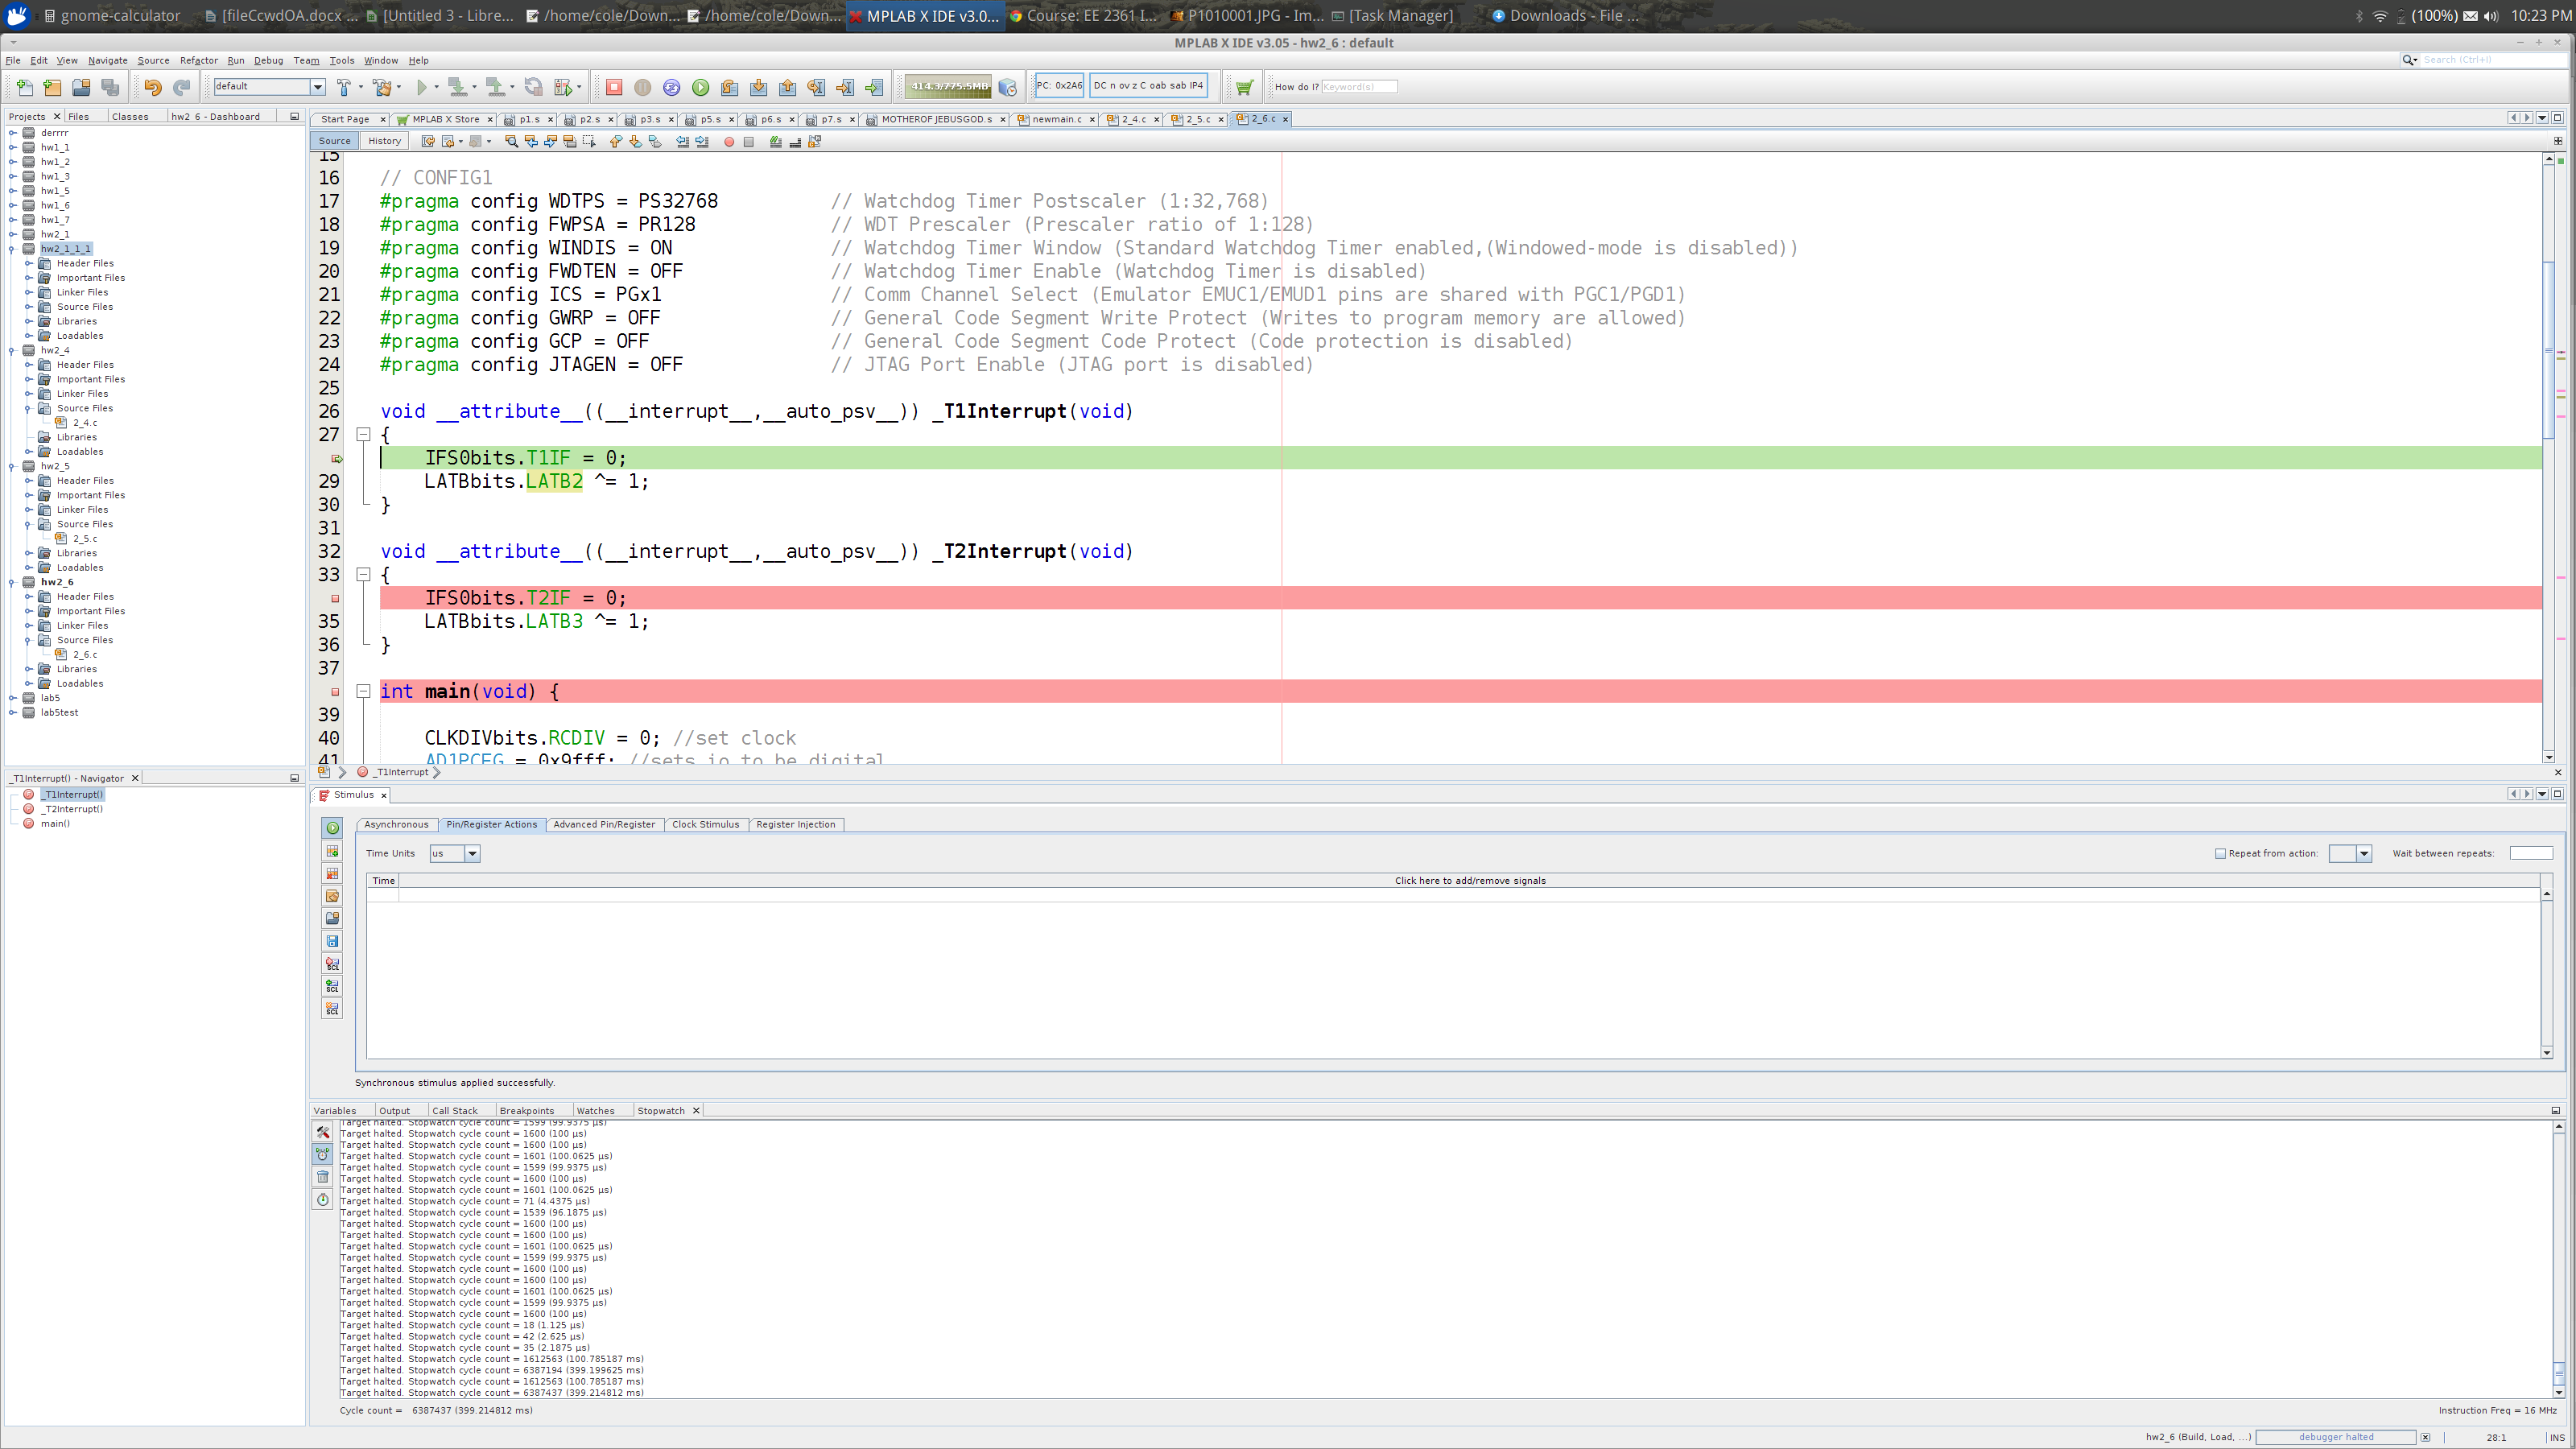 gnome-calculator [fileCcwdOA.docx ... [Untitled 3 - Libre... /home/cole/Down... /home/cole/Down... MPLAB X IDE v3.0... Course: EE 2361 I... P1010001.JPG - Im... [Task Manager] Downloads - File ... (100%) 10:23 PM
MPLAB X IDE v3.05 - hw2_6 : default
File Edit View Navigate Source Refactor Run Debug Team Tools Window Help Search (Ctrl+I)
default 414.3/775.5MB PC: 0x2A6 DC n ov z C oab sab IP4 How do I? Keyword(s)
Projects Files Classes hw2_6 - Dashboard
derrrr
hw1_1
hw1_2
hw1_3
hw1_5
hw1_6
hw1_7
hw2_1
hw2_1_1_1
Header Files
Important Files
Linker Files
Source Files
Libraries
Loadables
hw2_4
Header Files
Important Files
Linker Files
Source Files
2_4.c
Libraries
Loadables
hw2_5
Header Files
Important Files
Linker Files
Source Files
2_5.c
Libraries
Loadables
hw2_6
Header Files
Important Files
Linker Files
Source Files
2_6.c
Libraries
Loadables
lab5
lab5test
_T1Interrupt() - Navigator
_T1Interrupt()
_T2Interrupt()
main()
Start Page MPLAB X Store p1.s p2.s p3.s p5.s p6.s p7.s MOTHEROF JEBUSGOD.s newmain.c 2_4.c 2_5.c 2_6.c
Source History
15
16 // CONFIG1
17 #pragma config WDTPS = PS32768 // Watchdog Timer Postscaler (1:32,768)
18 #pragma config FWPSA = PR128 // WDT Prescaler (Prescaler ratio of 1:128)
19 #pragma config WINDIS = ON // Watchdog Timer Window (Standard Watchdog Timer enabled,(Windowed-mode is disabled))
20 #pragma config FWDTEN = OFF // Watchdog Timer Enable (Watchdog Timer is disabled)
21 #pragma config ICS = PGx1 // Comm Channel Select (Emulator EMUC1/EMUD1 pins are shared with PGC1/PGD1)
22 #pragma config GWRP = OFF // General Code Segment Write Protect (Writes to program memory are allowed)
23 #pragma config GCP = OFF // General Code Segment Code Protect (Code protection is disabled)
24 #pragma config JTAGEN = OFF // JTAG Port Enable (JTAG port is disabled)
25
26 void __attribute__((__interrupt__,__auto_psv__)) _T1Interrupt(void)
27 {
IFS0bits.T1IF = 0;
29 LATBbits.LATB2 ^= 1;
30 }
31
32 void __attribute__((__interrupt__,__auto_psv__)) _T2Interrupt(void)
33 {
IFS0bits.T2IF = 0;
35 LATBbits.LATB3 ^= 1;
36 }
37
int main(void) {
39
40 CLKDIVbits.RCDIV = 0; //set clock
41 AD1PCFG = 0x9fff; //sets io to be digital
_T1Interrupt
Stimulus
Asynchronous Pin/Register Actions Advanced Pin/Register Clock Stimulus Register Injection
Time Units us Repeat from action: Wait between repeats:
Time Click here to add/remove signals
SCL
SCL
SCL
Synchronous stimulus applied successfully.
Variables Output Call Stack Breakpoints Watches Stopwatch
Target halted. Stopwatch cycle count = 1599 (99.9375 µs)
Target halted. Stopwatch cycle count = 1600 (100 µs)
Target halted. Stopwatch cycle count = 1600 (100 µs)
Target halted. Stopwatch cycle count = 1601 (100.0625 µs)
Target halted. Stopwatch cycle count = 1599 (99.9375 µs)
Target halted. Stopwatch cycle count = 1600 (100 µs)
Target halted. Stopwatch cycle count = 1601 (100.0625 µs)
Target halted. Stopwatch cycle count = 71 (4.4375 µs)
Target halted. Stopwatch cycle count = 1539 (96.1875 µs)
Target halted. Stopwatch cycle count = 1600 (100 µs)
Target halted. Stopwatch cycle count = 1600 (100 µs)
Target halted. Stopwatch cycle count = 1601 (100.0625 µs)
Target halted. Stopwatch cycle count = 1599 (99.9375 µs)
Target halted. Stopwatch cycle count = 1600 (100 µs)
Target halted. Stopwatch cycle count = 1600 (100 µs)
Target halted. Stopwatch cycle count = 1601 (100.0625 µs)
Target halted. Stopwatch cycle count = 1599 (99.9375 µs)
Target halted. Stopwatch cycle count = 1600 (100 µs)
Target halted. Stopwatch cycle count = 18 (1.125 µs)
Target halted. Stopwatch cycle count = 42 (2.625 µs)
Target halted. Stopwatch cycle count = 35 (2.1875 µs)
Target halted. Stopwatch cycle count = 1612563 (100.785187 ms)
Target halted. Stopwatch cycle count = 6387194 (399.199625 ms)
Target halted. Stopwatch cycle count = 1612563 (100.785187 ms)
Target halted. Stopwatch cycle count = 6387437 (399.214812 ms)
Cycle count = 6387437 (399.214812 ms) Instruction Freq = 16 MHz
hw2_6 (Build, Load, ...) debugger halted 28:1 INS